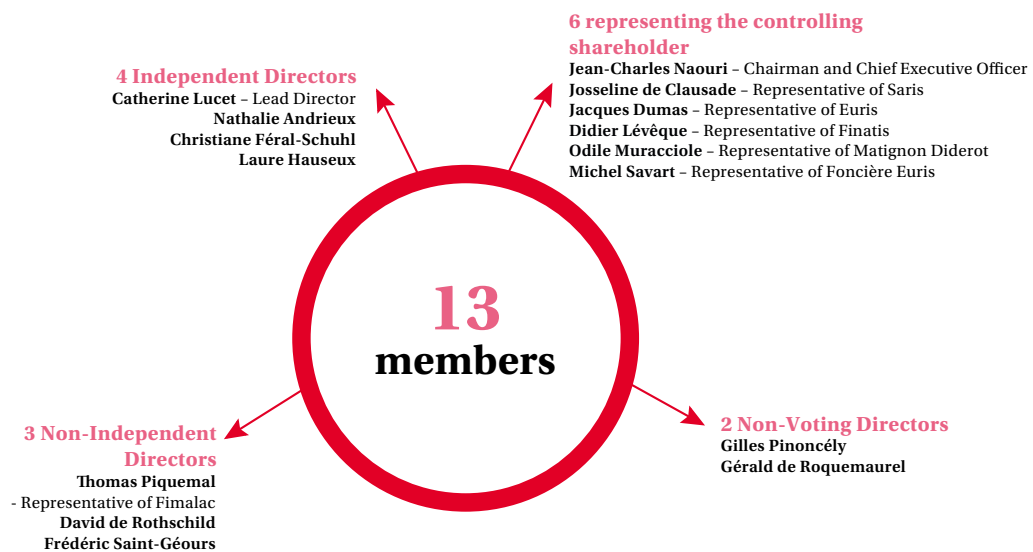 4 Independent Directors
Catherine Lucet – Lead Director
Nathalie Andrieux
Christiane Féral-Schuhl
Laure Hauseux
6 representing the controlling
shareholder
Jean-Charles Naouri – Chairman and Chief Executive Officer
Josseline de Clausade – Representative of Saris
Jacques Dumas – Representative of Euris
Didier Lévêque – Representative of Finatis
Odile Muracciole – Representative of Matignon Diderot
Michel Savart – Representative of Foncière Euris
13
members
3 Non-Independent
Directors
Thomas Piquemal
- Representative of Fimalac
David de Rothschild
Frédéric Saint-Géours
2 Non-Voting Directors
Gilles Pinoncély
Gérald de Roquemaurel